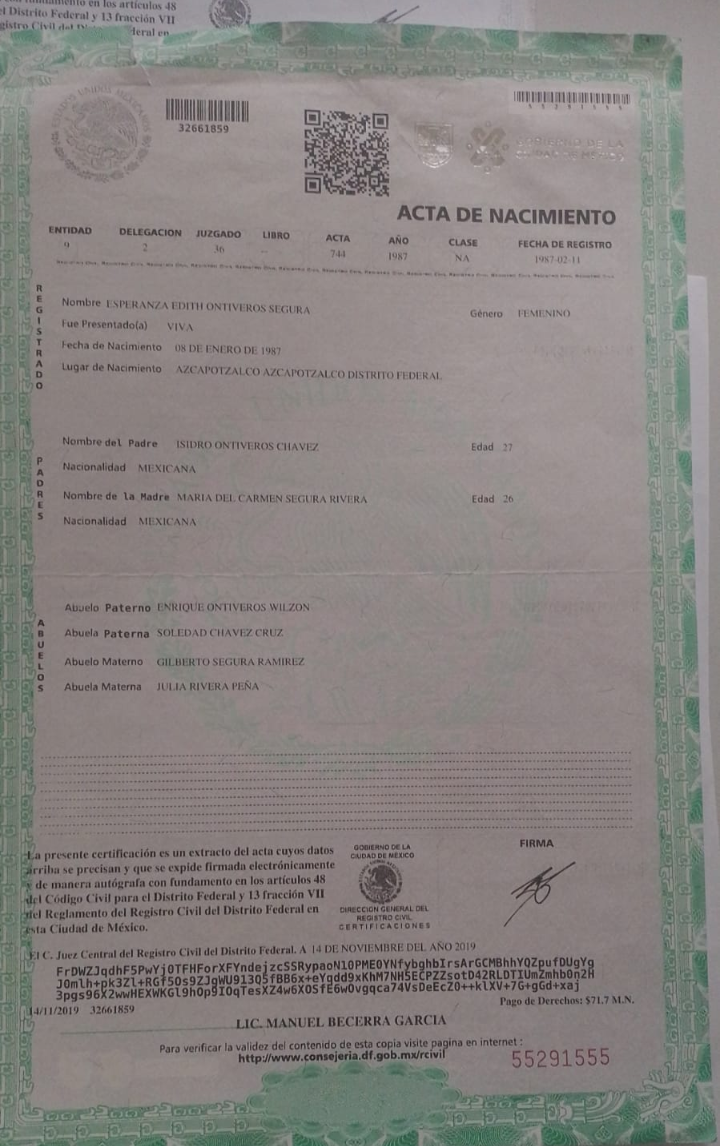 en los artículos 48
el Distrito Federal y 13 fracción VII
32661859
55291555
GOBIERNO DE LA
CIUDAD DE MÉXICO
ACTA DE NACIMIENTO
ENTIDAD DELEGACION JUZGADO LIBRO ACTA AÑO CLASE FECHA DE REGISTRO
9 2 36 744 1987 NA 1987-02-11
REGISTRADO
Nombre ESPERANZA EDITH ONTIVEROS SEGURA
Género FEMENINO
Fue Presentado(a) VIVA
Fecha de Nacimiento 08 DE ENERO DE 1987
Lugar de Nacimiento AZCAPOTZALCO AZCAPOTZALCO DISTRITO FEDERAL
PADRES
Nombre del Padre ISIDRO ONTIVEROS CHAVEZ Edad 27
Nacionalidad MEXICANA
Nombre de la Madre MARIA DEL CARMEN SEGURA RIVERA Edad 26
Nacionalidad MEXICANA
ABUELOS
Abuelo Paterno ENRIQUE ONTIVEROS WILZON
Abuela Paterna SOLEDAD CHAVEZ CRUZ
Abuelo Materno GILBERTO SEGURA RAMIREZ
Abuela Materna JULIA RIVERA PEÑA
La presente certificación es un extracto del acta cuyos datos
arriba se precisan y que se expide firmada electrónicamente
y de manera autógrafa con fundamento en los artículos 48
del Código Civil para el Distrito Federal y 13 fracción VII
del Reglamento del Registro Civil del Distrito Federal en
esta Ciudad de México.
GOBIERNO DE LA
CIUDAD DE MÉXICO
DIRECCION GENERAL DEL
REGISTRO CIVIL
CERTIFICACIONES
FIRMA
El C. Juez Central del Registro Civil del Distrito Federal. A 14 DE NOVIEMBRE DEL AÑO 2019
14/11/2019 32661859
Pago de Derechos: $71.7 M.N.
LIC. MANUEL BECERRA GARCIA
Para verificar la validez del contenido de esta copia visite pagina en internet :
http://www.consejeria.df.gob.mx/rcivil
55291555